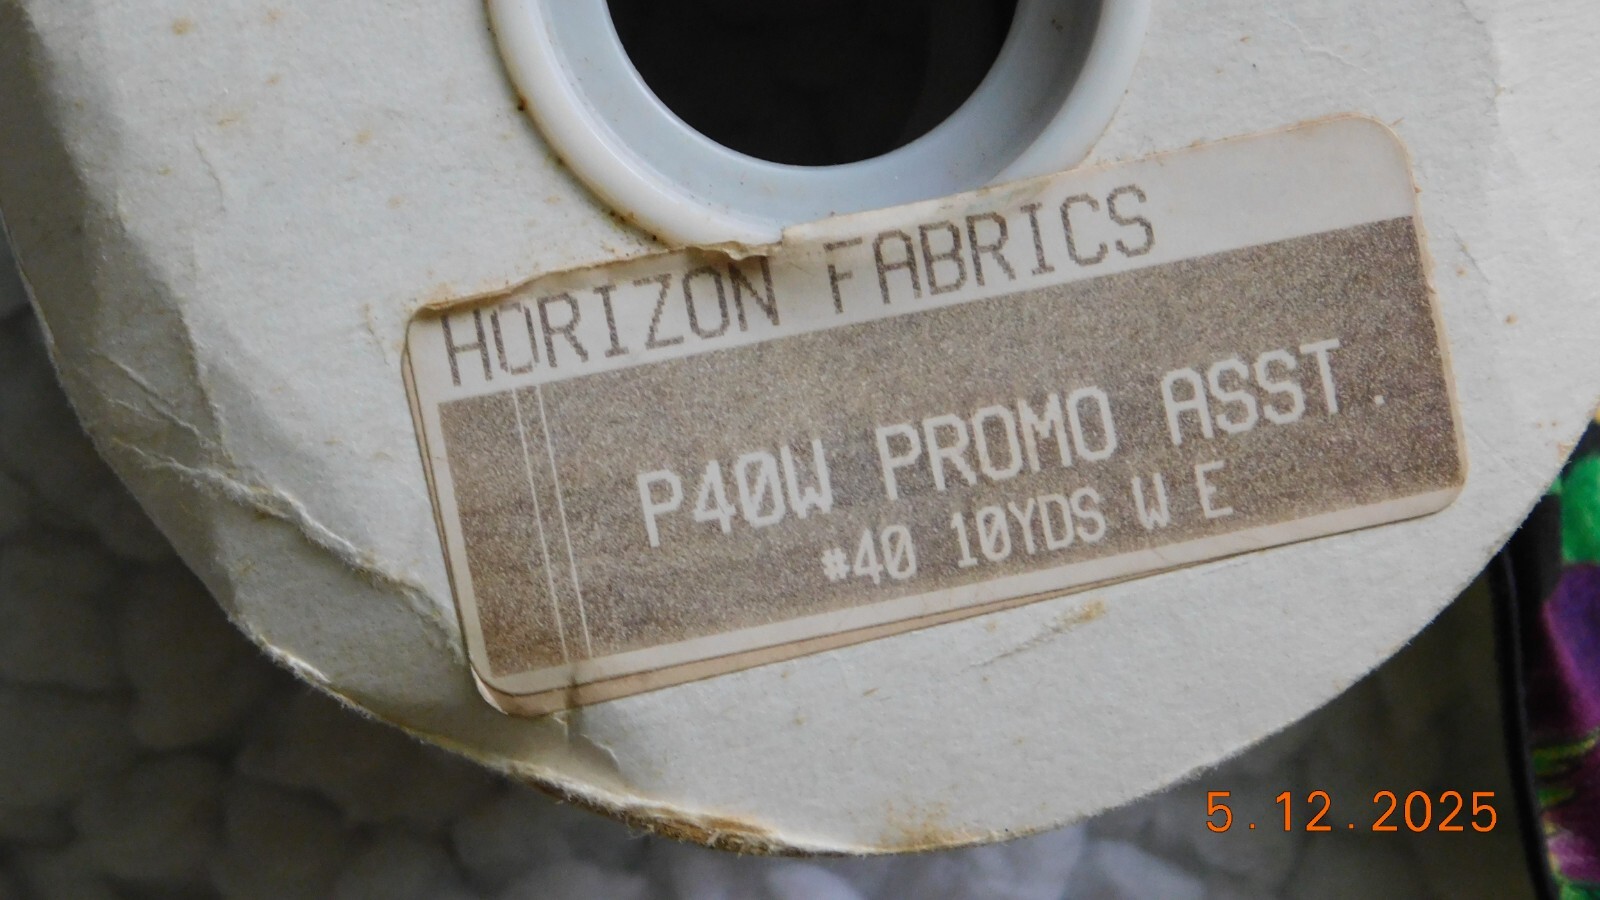 HORIZON FABRICS
P40W PROMO ASST.
#40 10YDS W E
5.12.2025